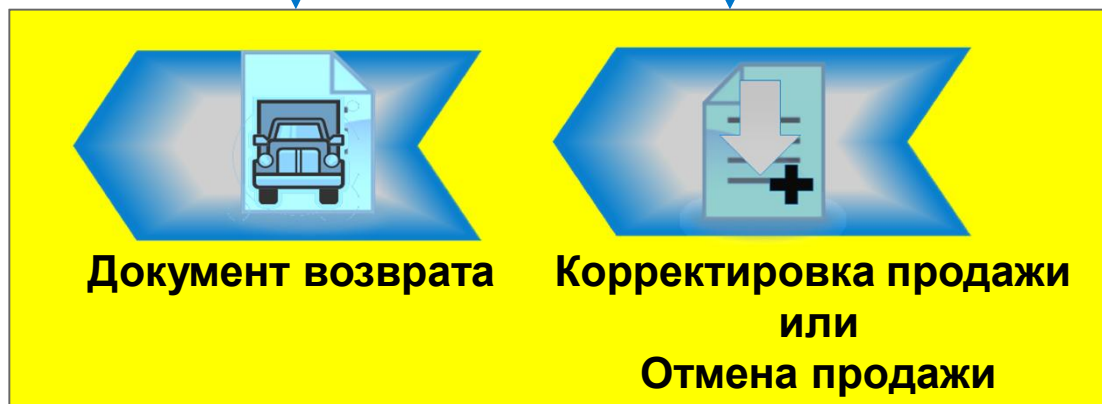 Документ возврата
Корректировка продажи
или
Отмена продажи